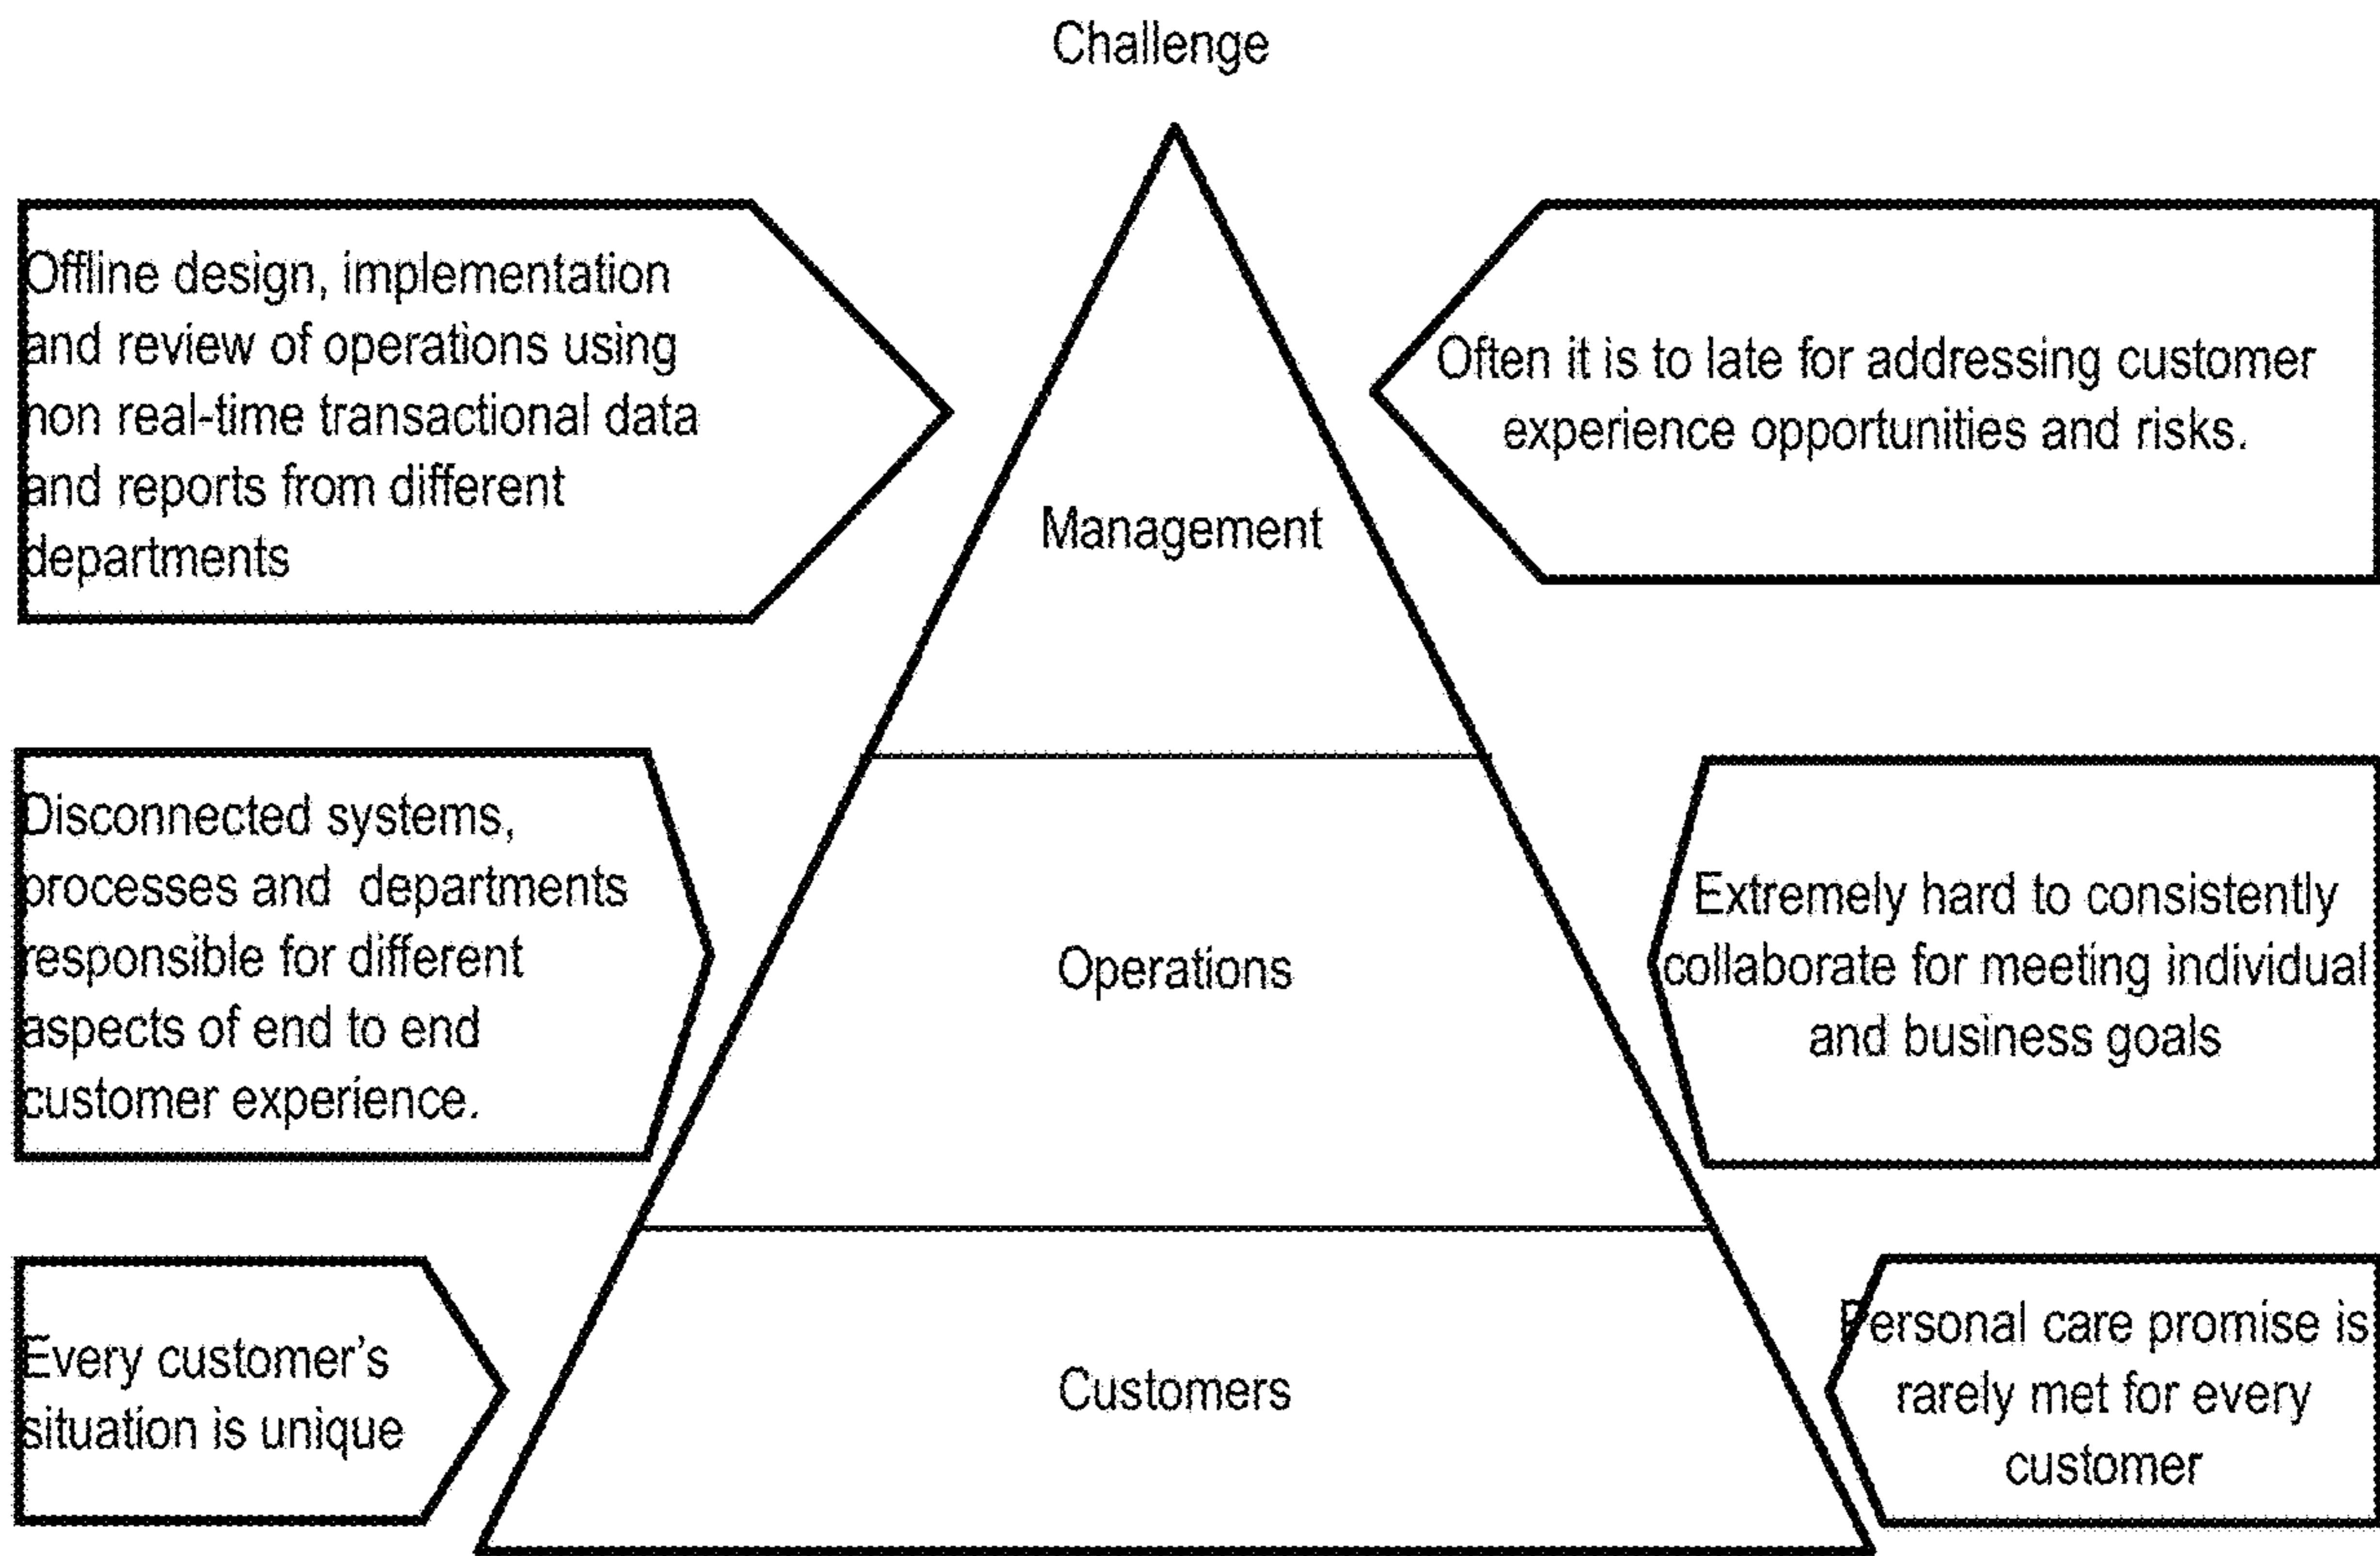 Challenge
Offline design, implementation
and review of operations using
non real-time transactional data
and reports from different
departments
Management
Often it is to late for addressing customer
experience opportunities and risks.
Disconnected systems,
processes and departments
responsible for different
aspects of end to end
customer experience.
Operations
Extremely hard to consistently
collaborate for meeting individual
and business goals
Every customer's
situation is unique
Customers
Personal care promise is
rarely met for every
customer